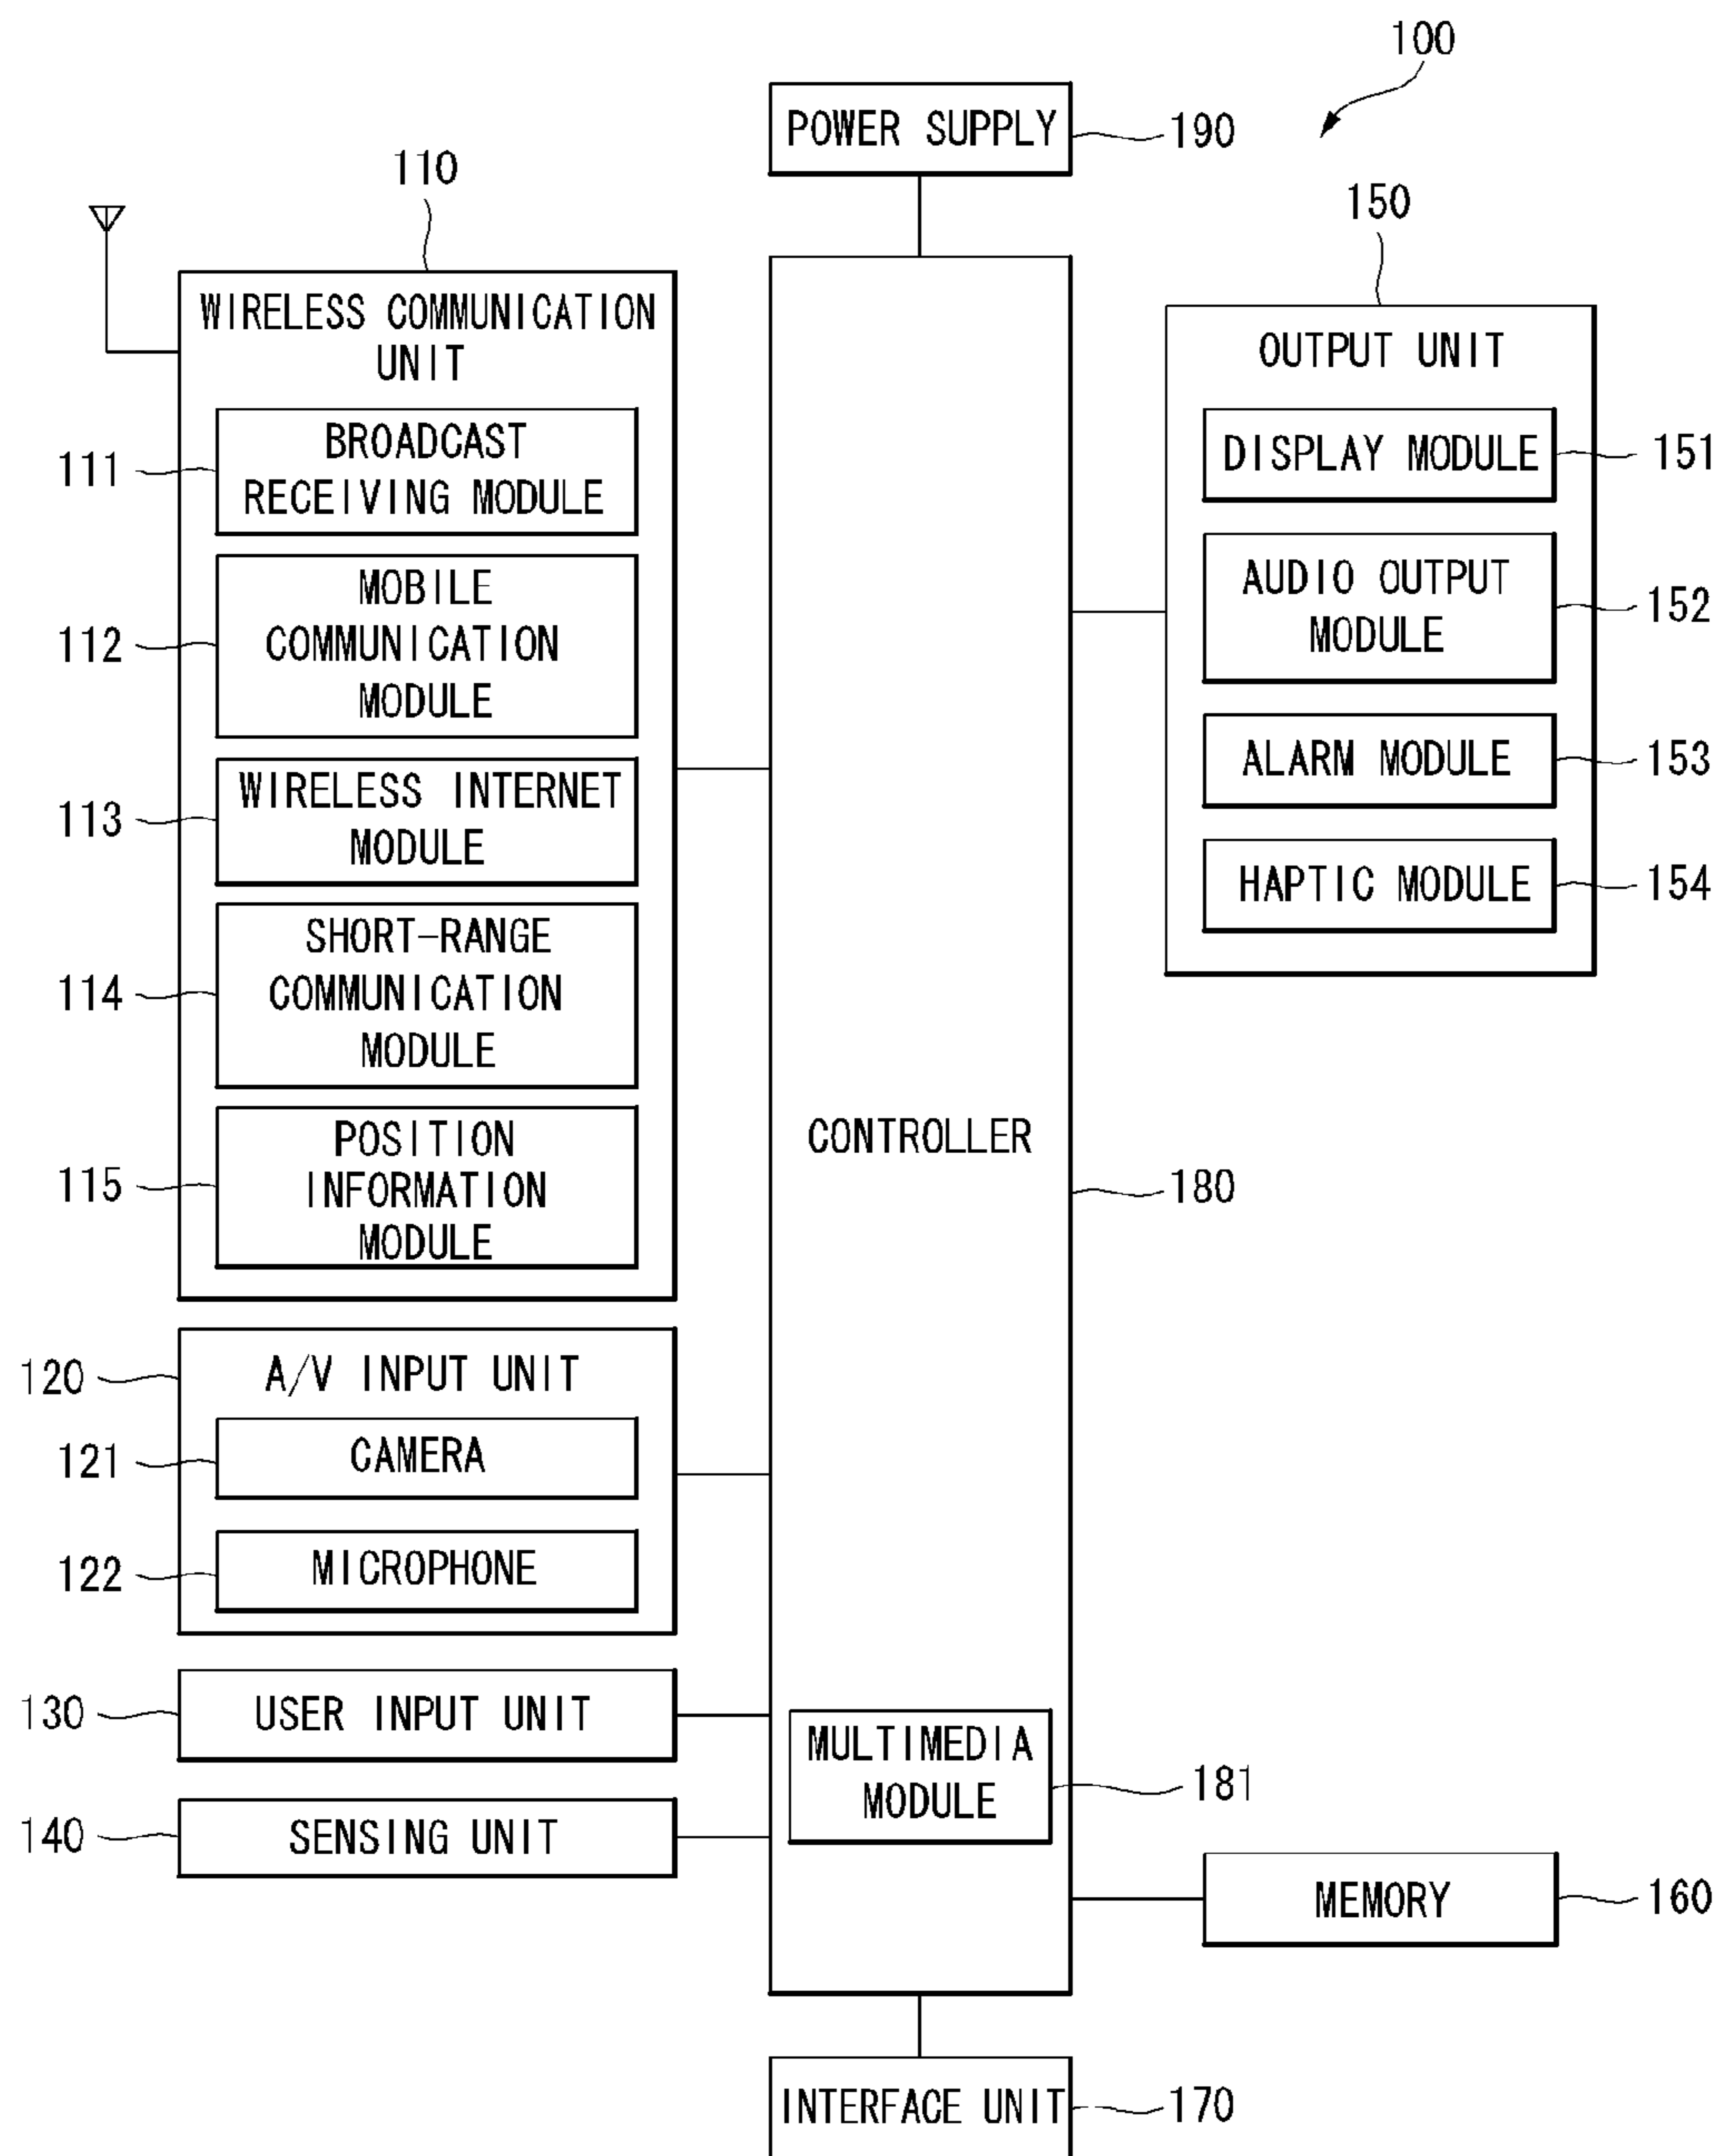 100
POWER SUPPLY
190
110
150
WIRELESS COMMUNICATION
UNIT
OUTPUT UNIT
BROADCAST
RECEIVING MODULE
111
MOBILE
COMMUNICATION
MODULE
112
WIRELESS INTERNET
MODULE
113
SHORT-RANGE
COMMUNICATION
MODULE
114
POSITION
INFORMATION
MODULE
115
DISPLAY MODULE
151
AUDIO OUTPUT
MODULE
152
ALARM MODULE
153
HAPTIC MODULE
154
CONTROLLER
180
A/V INPUT UNIT
120
CAMERA
121
MICROPHONE
122
USER INPUT UNIT
130
SENSING UNIT
140
MULTIMEDIA
MODULE
181
MEMORY
160
INTERFACE UNIT
170